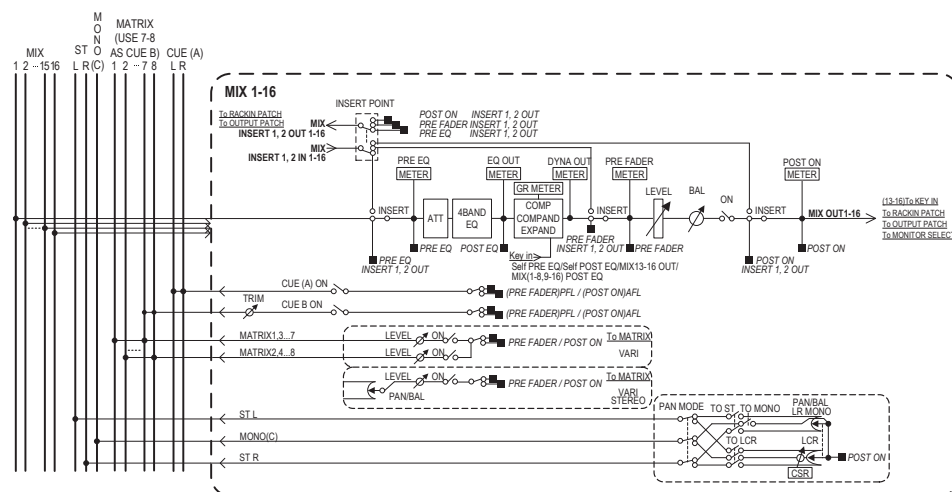 MONO
MATRIX
(USE 7-8
AS CUE B)
ST
(C)
MIX
CUE (A)
1 2 ···15 16
L R
1 2 ··· 7 8
L R
MIX 1-16
INSERT POINT
To RACKIN PATCH
To OUTPUT PATCH
MIX
INSERT 1, 2 OUT 1-16
POST ON INSERT 1, 2 OUT
PRE FADER INSERT 1, 2 OUT
PRE EQ INSERT 1, 2 OUT
MIX
INSERT 1, 2 IN 1-16
PRE EQ
METER
EQ OUT
METER
DYNA OUT
METER
PRE FADER
METER
POST ON
METER
GR METER
LEVEL
BAL
ON
INSERT
ATT
4BAND
EQ
COMP
COMPAND
EXPAND
INSERT
INSERT
MIX OUT1-16
(13-16)To KEY IN
To RACKIN PATCH
To OUTPUT PATCH
To MONITOR SELECT
PRE EQ
POST EQ
PRE FADER
INSERT 1, 2 OUT
PRE FADER
POST ON
PRE EQ
INSERT 1, 2 OUT
Key in
Self PRE EQ/Self POST EQ/MIX13-16 OUT/
MIX(1-8,9-16) POST EQ
POST ON
INSERT 1, 2 OUT
CUE (A) ON
(PRE FADER)PFL / (POST ON)AFL
TRIM
CUE B ON
(PRE FADER)PFL / (POST ON)AFL
MATRIX1,3...7
LEVEL
ON
PRE FADER / POST ON
To MATRIX
VARI
MATRIX2,4...8
LEVEL
ON
LEVEL
ON
PAN/BAL
PRE FADER / POST ON
To MATRIX
VARI
STEREO
ST L
MONO(C)
ST R
PAN MODE
TO ST
TO MONO
PAN/BAL
LR MONO
TO LCR
LCR
CSR
POST ON